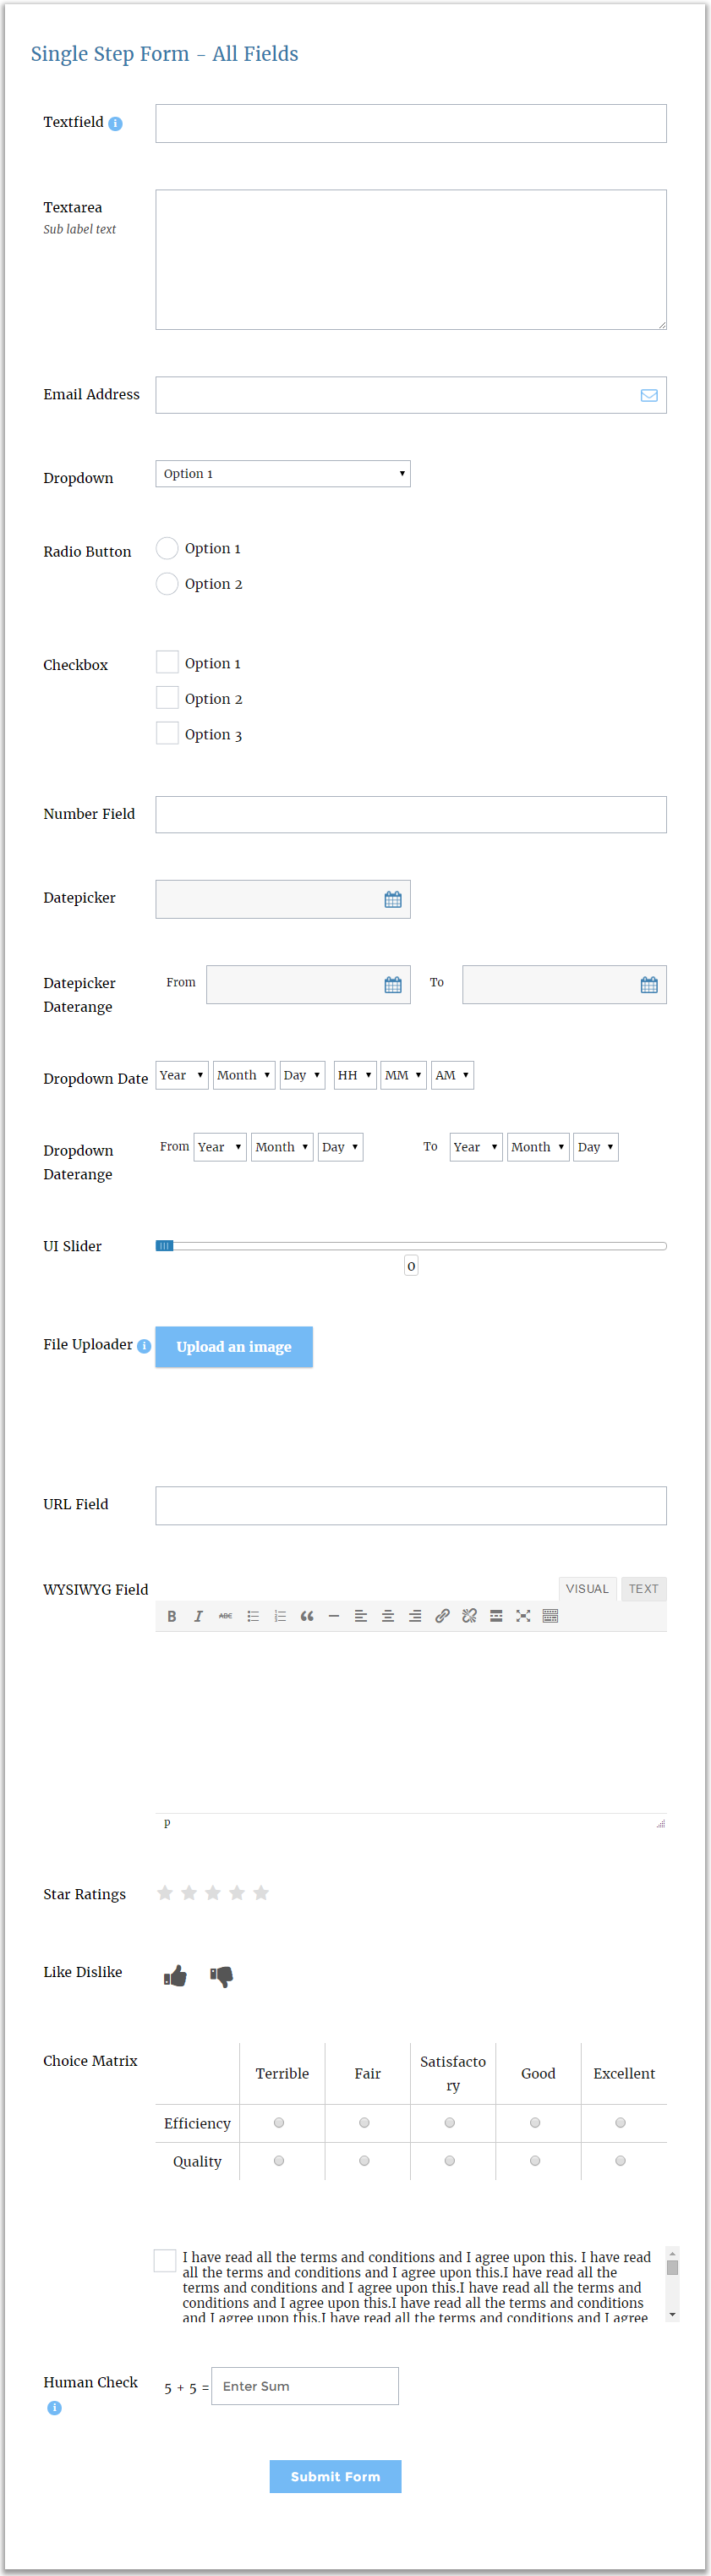 Single Step Form - All Fields
Textfield
Textarea
Sub label text
Email Address
Dropdown Option 1
Radio Button Option 1
Option 2
Checkbox Option 1
Option 2
Option 3
Number Field
Datepicker
Datepicker From To
Daterange
Dropdown Date Year Month Day HH MM AM
Dropdown From Year Month Day To Year Month Day
Daterange
UI Slider
0
File Uploader Upload an image
URL Field
WYSIWYG Field VISUAL TEXT
B I ABC
p
Star Ratings
Like Dislike
Choice Matrix Terrible Fair Satisfacto Good Excellent
ry
Efficiency
Quality
I have read all the terms and conditions and I agree upon this. I have read
all the terms and conditions and I agree upon this.I have read all the
terms and conditions and I agree upon this.I have read all the terms and
conditions and I agree upon this.I have read all the terms and conditions
and I agree upon this.I have read all the terms and conditions and I agree
Human Check 5 + 5 = Enter Sum
Submit Form